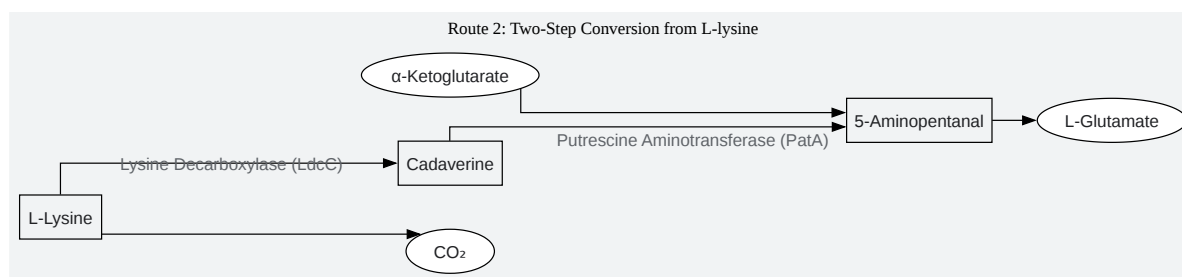 Route 2: Two-Step Conversion from L-lysine
α-Ketoglutarate
5-Aminopentanal
L-Glutamate
Putrescine Aminotransferase (PatA)
Lysine Decarboxylase (LdcC)
Cadaverine
L-Lysine
CO₂